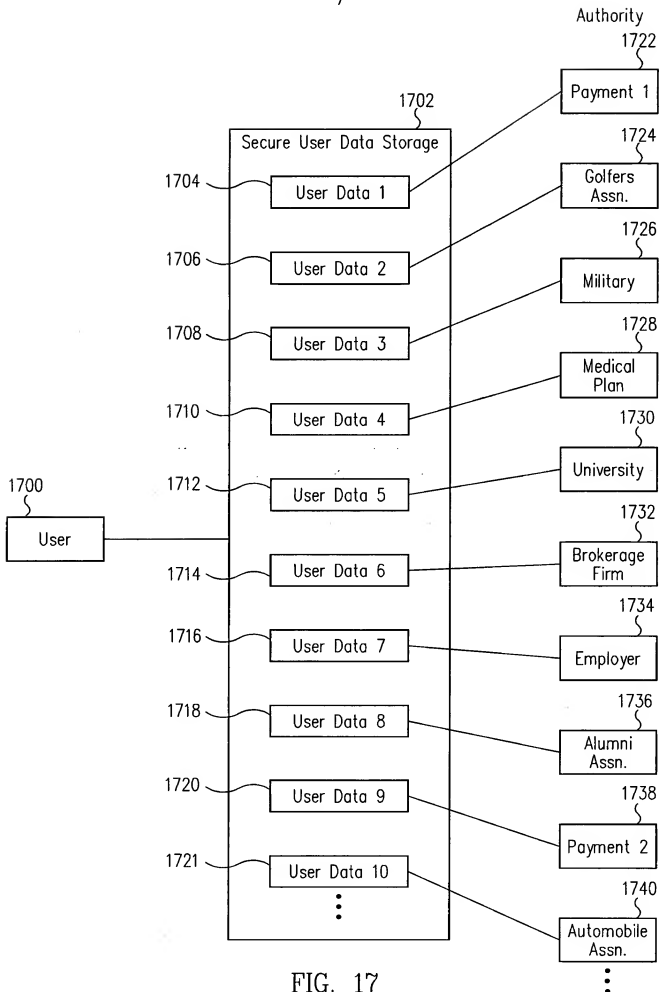 Authority
1722
Payment 1
1702
Secure User Data Storage
1724
Golfers
Assn.
1704
User Data 1
1706
User Data 2
1726
Military
1708
User Data 3
1728
Medical
Plan
1710
User Data 4
1730
University
1712
User Data 5
1700
User
1732
Brokerage
Firm
1714
User Data 6
1734
Employer
1716
User Data 7
1736
Alumni
Assn.
1718
User Data 8
1738
Payment 2
1720
User Data 9
1740
Automobile
Assn.
1721
User Data 10
FIG. 17